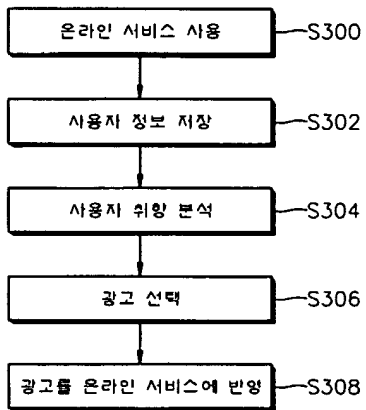 온라인 서비스 사용 S300
사용자 정보 저장 S302
사용자 취향 분석 S304
광고 선택 S306
광고를 온라인 서비스에 반영 S308